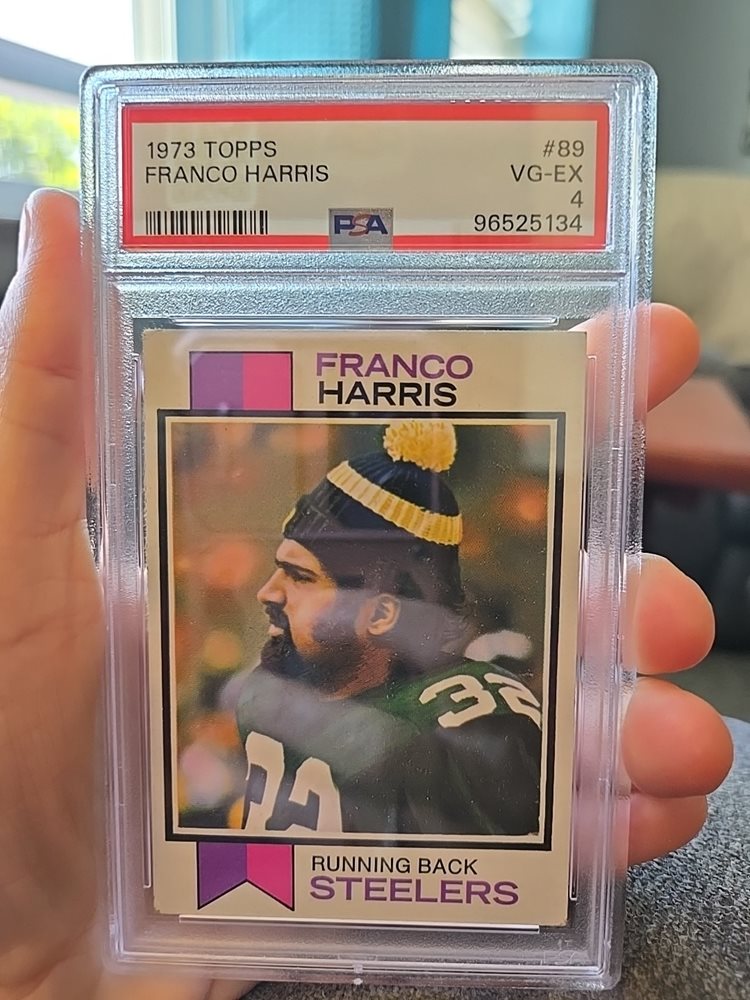 1973 TOPPS #89
FRANCO HARRIS VG-EX
4
PSA 96525134
FRANCO
HARRIS
32
32
RUNNING BACK
STEELERS